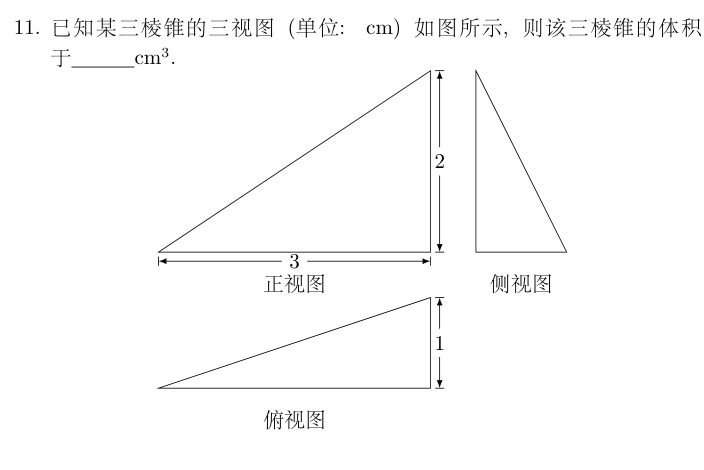 11. 已知某三棱锥的三视图 (单位: cm) 如图所示, 则该三棱锥的体积
于______cm³.
2
3
正视图 侧视图
1
俯视图